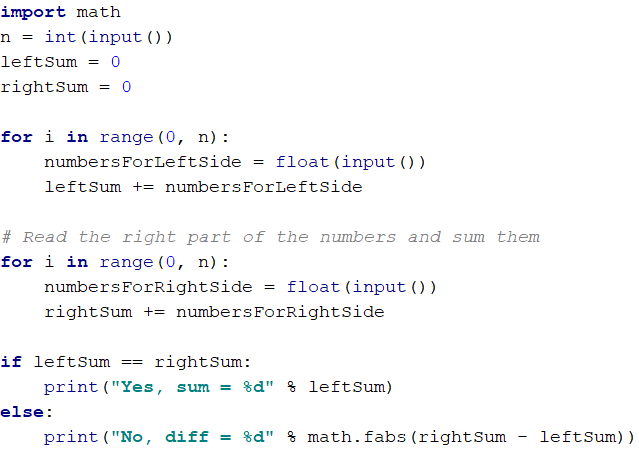 import math
n = int(input())
leftSum = 0
rightSum = 0

for i in range(0, n):
    numbersForLeftSide = float(input())
    leftSum += numbersForLeftSide

# Read the right part of the numbers and sum them
for i in range(0, n):
    numbersForRightSide = float(input())
    rightSum += numbersForRightSide

if leftSum == rightSum:
    print("Yes, sum = %d" % leftSum)
else:
    print("No, diff = %d" % math.fabs(rightSum - leftSum))